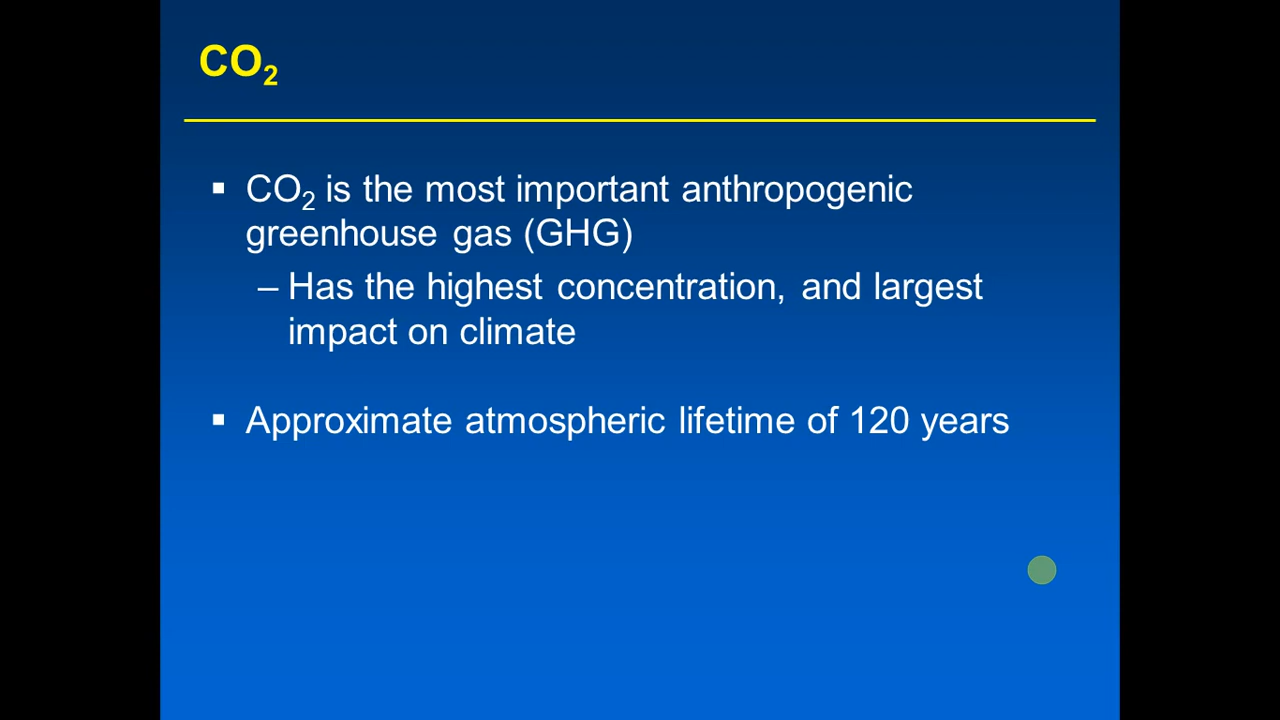 CO₂
▪ CO₂ is the most important anthropogenic
greenhouse gas (GHG)
– Has the highest concentration, and largest
impact on climate
▪ Approximate atmospheric lifetime of 120 years